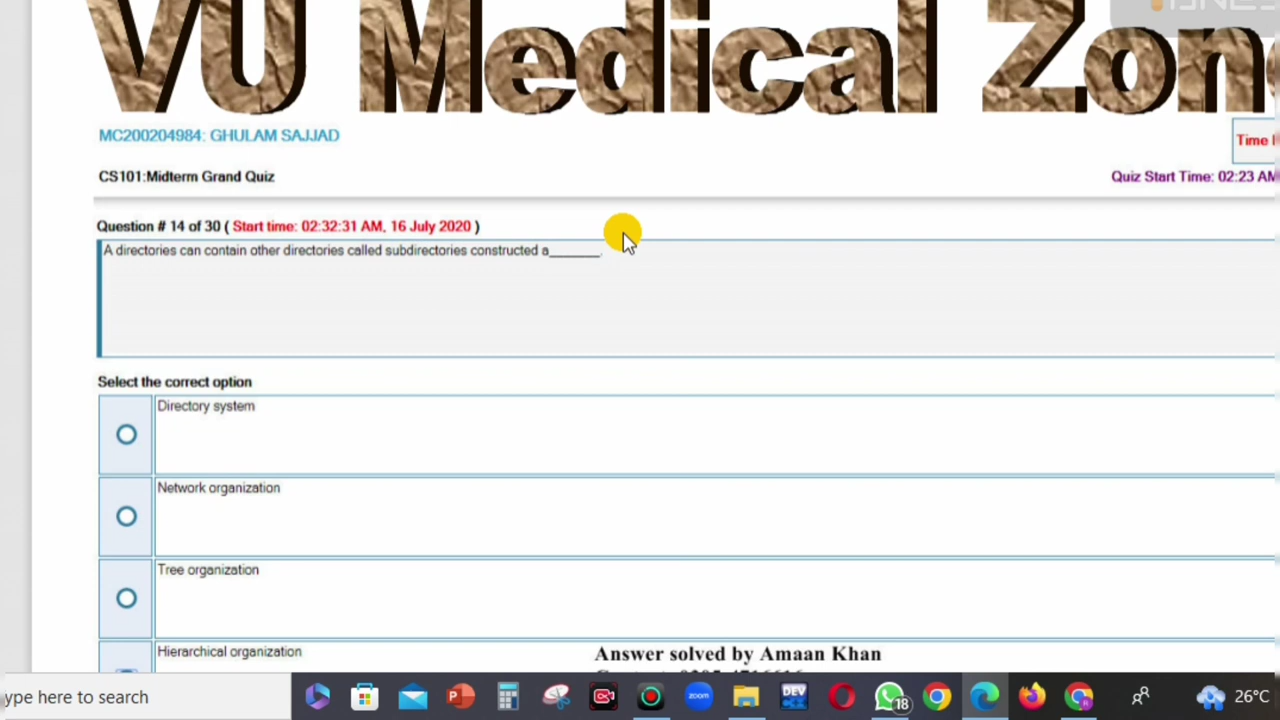 VU Medical Zon
MC200204984: GHULAM SAJJAD
Time
CS101:Midterm Grand Quiz
Quiz Start Time: 02:23 AM
Question # 14 of 30 ( Start time: 02:32:31 AM, 16 July 2020 )
A directories can contain other directories called subdirectories constructed a_______.
Select the correct option
Directory system
Network organization
Tree organization
Hierarchical organization
Answer solved by Amaan Khan
ype here to search
zoom
DEV
18
26°C